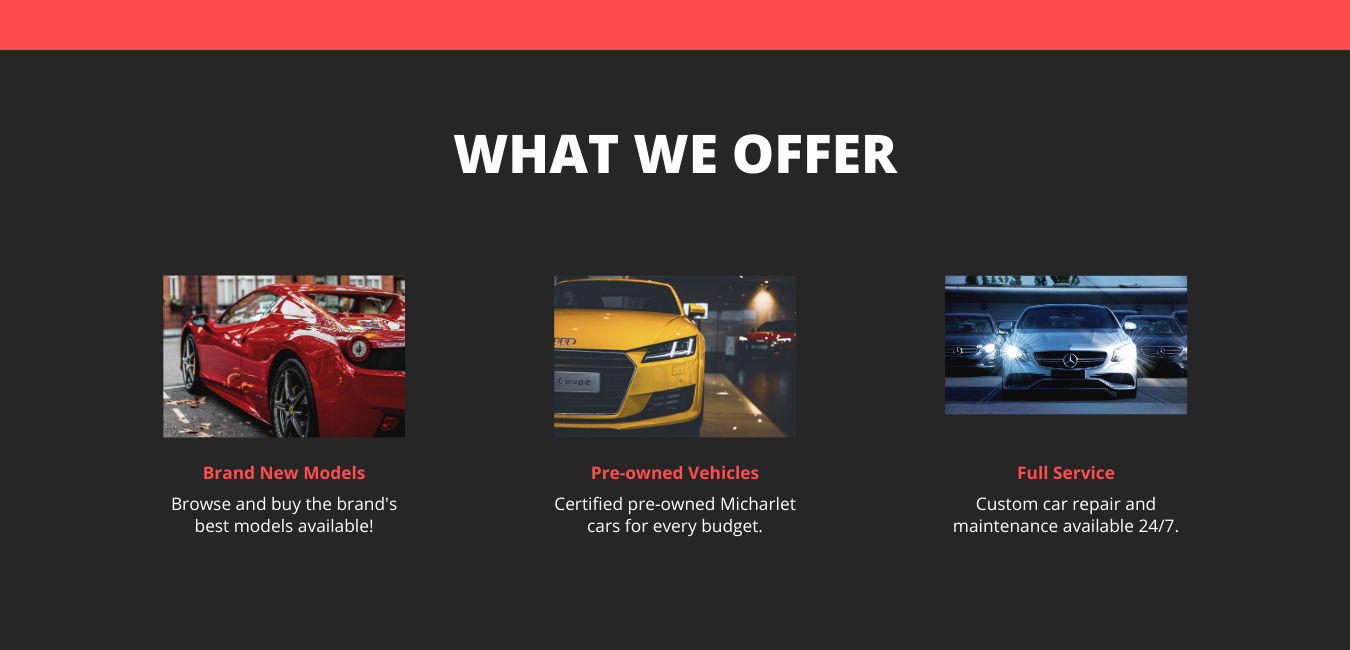 WHAT WE OFFER
Coupe
Brand New Models
Browse and buy the brand's
best models available!
Pre-owned Vehicles
Certified pre-owned Micharlet
cars for every budget.
Full Service
Custom car repair and
maintenance available 24/7.